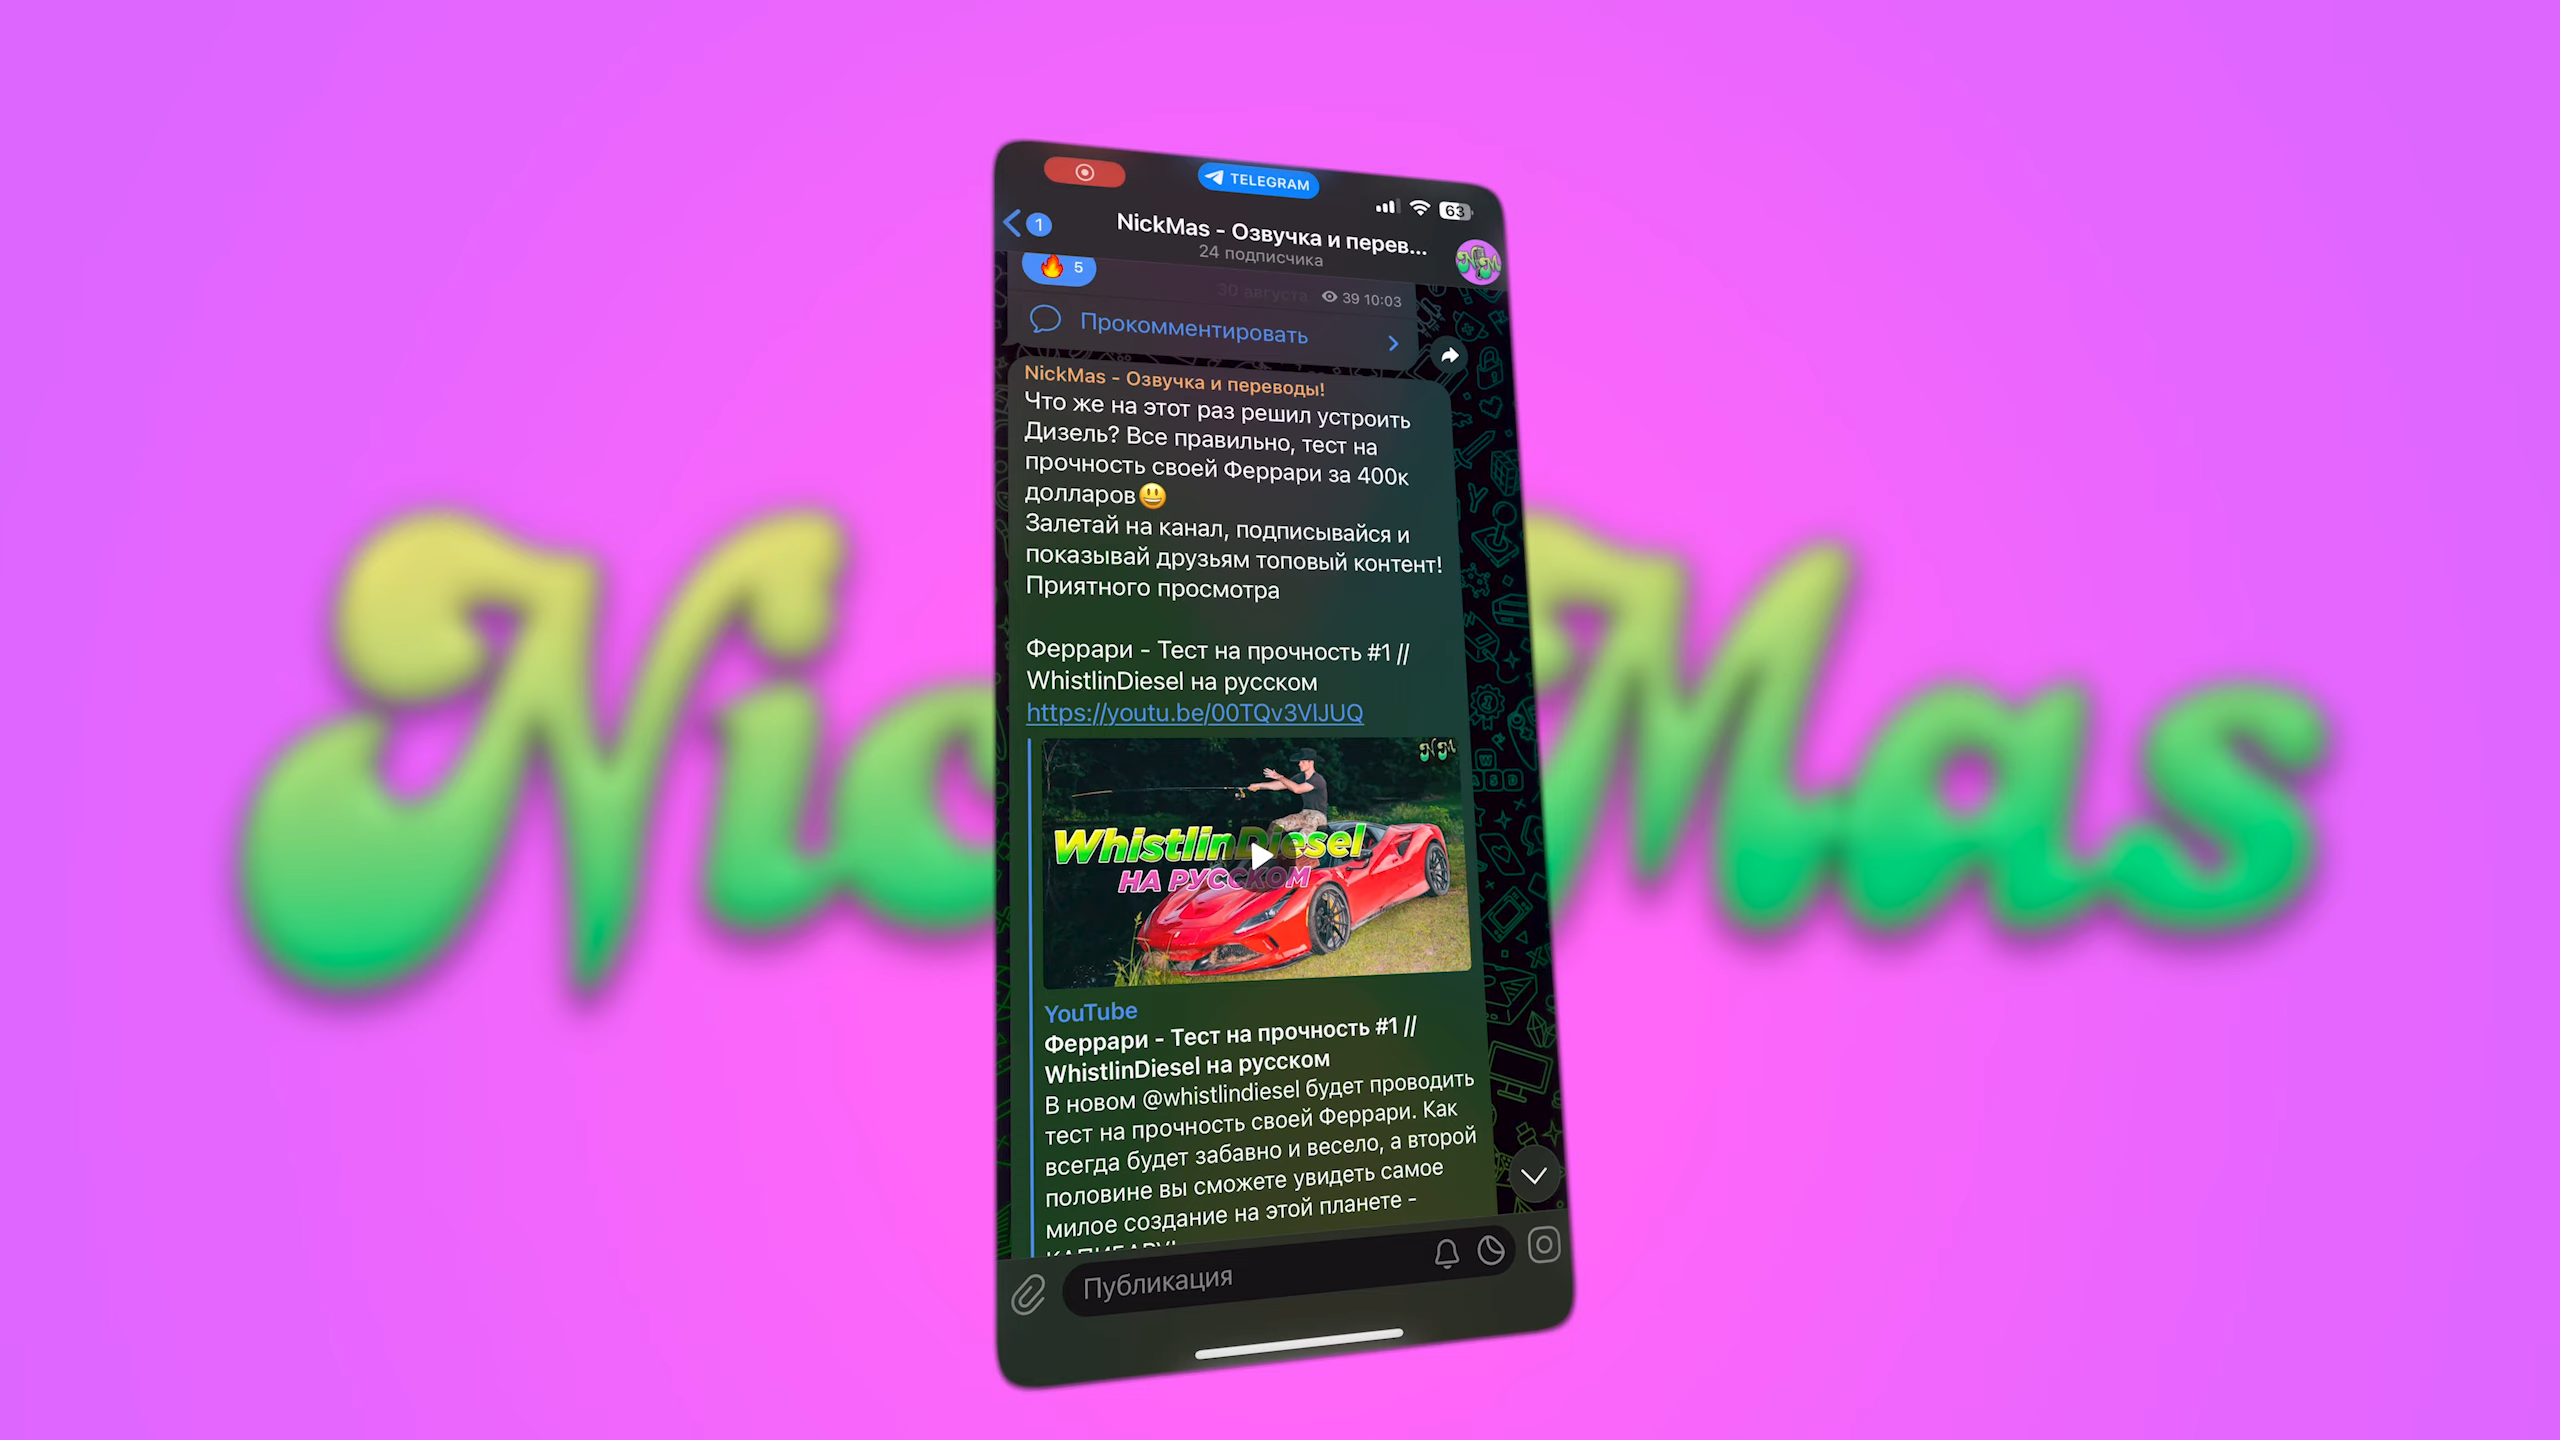 NickMas
TELEGRAM
63
1
NickMas - Озвучка и перев...
24 подписчика
5
30 августа
39 10:03
Прокомментировать
NickMas - Озвучка и переводы!
Что же на этот раз решил устроить
Дизель? Все правильно, тест на
прочность своей Феррари за 400к
долларов😃
Залетай на канал, подписывайся и
показывай друзьям топовый контент!
Приятного просмотра
Феррари - Тест на прочность #1 //
WhistlinDiesel на русском
https://youtu.be/00TQv3VlJUQ
NM
WhistlinDiesel
НА РУССКОМ
YouTube
Феррари - Тест на прочность #1 //
WhistlinDiesel на русском
В новом @whistlindiesel будет проводить
тест на прочность своей Феррари. Как
всегда будет забавно и весело, а второй
половине вы сможете увидеть самое
милое создание на этой планете -
Публикация